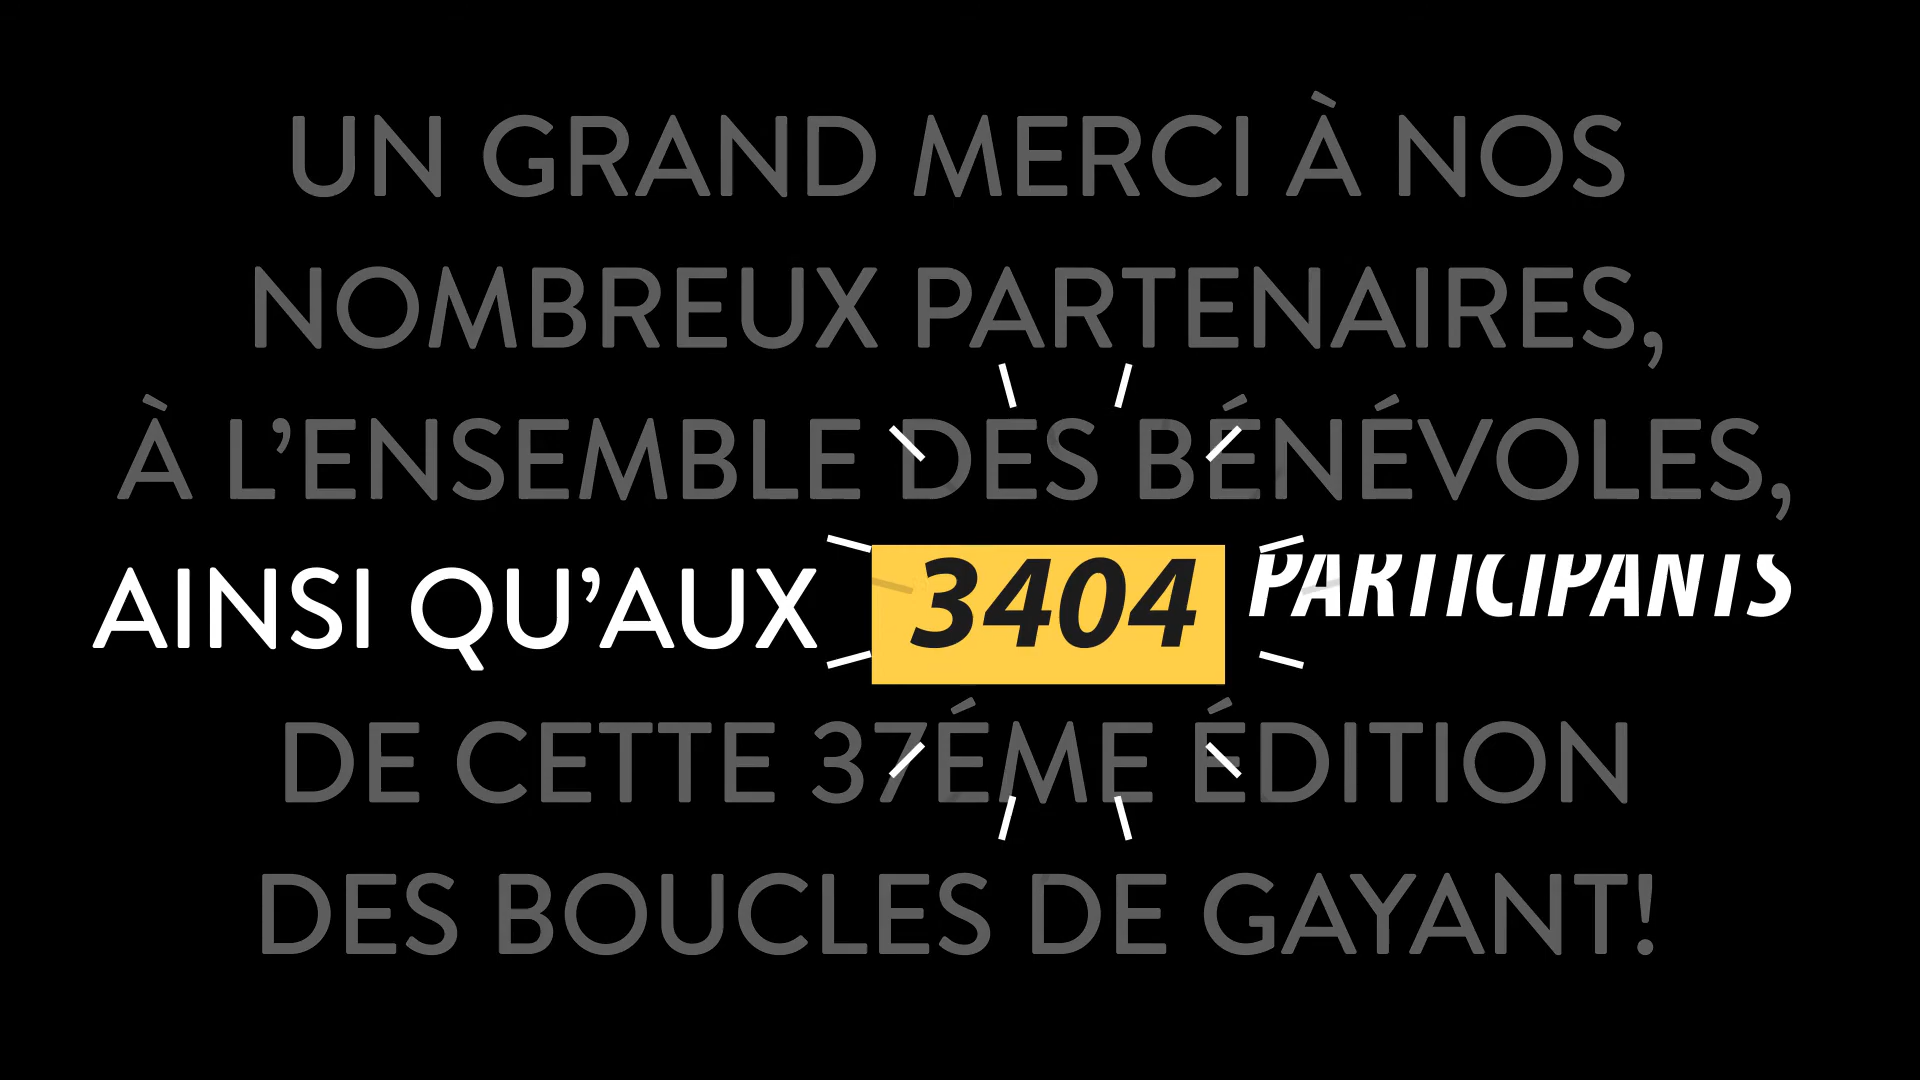 UN GRAND MERCI À NOS
NOMBREUX PARTENAIRES,
À L’ENSEMBLE DES BÉNÉVOLES,
AINSI QU’AUX 3404 PARTICIPANTS
DE CETTE 37ÉME ÉDITION
DES BOUCLES DE GAYANT!